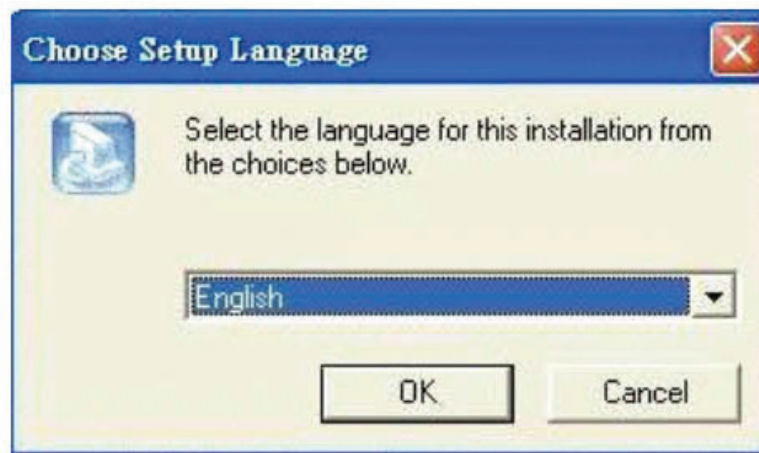 Choose Setup Language
Select the language for this installation from
the choices below.
English
OK
Cancel